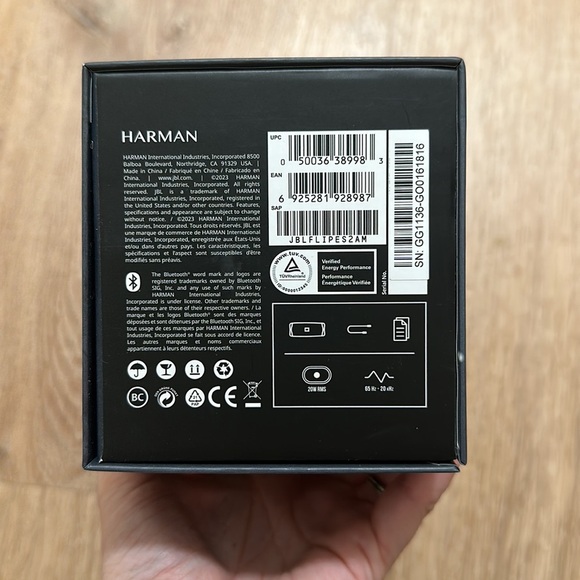 HARMAN
HARMAN International Industries, Incorporated 8500
Balboa Boulevard, Northridge, CA 91329 USA. |
Made in China / Fabriqué en Chine / Fabricado en
China. | www.jbl.com. | ©2023 HARMAN
International Industries, Incorporated. All rights
reserved. JBL is a trademark of HARMAN
International Industries, Incorporated, registered in
the United States and/or other countries. Features,
specifications and appearance are subject to change
without notice. / ©2023 HARMAN International
Industries, Incorporated. Tous droits réservés. JBL est
une marque de commerce de HARMAN International
Industries, Incorporated, enregistrée aux États-Unis
et/ou dans d'autres pays. Les caractéristiques, les
spécifications et l'aspect sont susceptibles d'être
modifiés sans préavis.
The Bluetooth® word mark and logos are
registered trademarks owned by Bluetooth
SIG, Inc. and any use of such marks by
HARMAN International Industries,
Incorporated is under license. Other trademarks and
trade names are those of their respective owners. / La
marque et les logos Bluetooth® sont des marques
déposées et sont détenues par the Bluetooth SIG, Inc., et
tout usage de ces marques par HARMAN International
Industries, Incorporated se fait sous accord de licence.
Les autres marques et noms commerciaux
appartiennent à leurs détenteurs respectifs.
BC
PAP
CE
UPC
0 50036 38998 3
EAN
6 925281 928987
SAP
JBLFLIPES2AM
www.tuv.com
TÜVRheinland
Verified
Energy Performance
Performance
Énergétique Vérifiée
Serial No.
SN: GG1136-GO0161816
20W RMS
65 Hz - 20 kHz